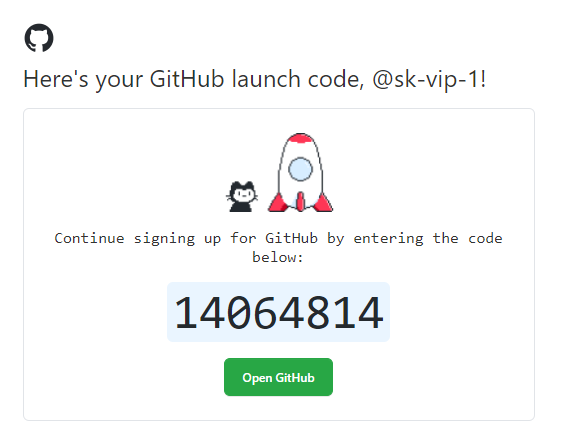 Here's your GitHub launch code, @sk-vip-1!
Continue signing up for GitHub by entering the code
below:
14064814
Open GitHub